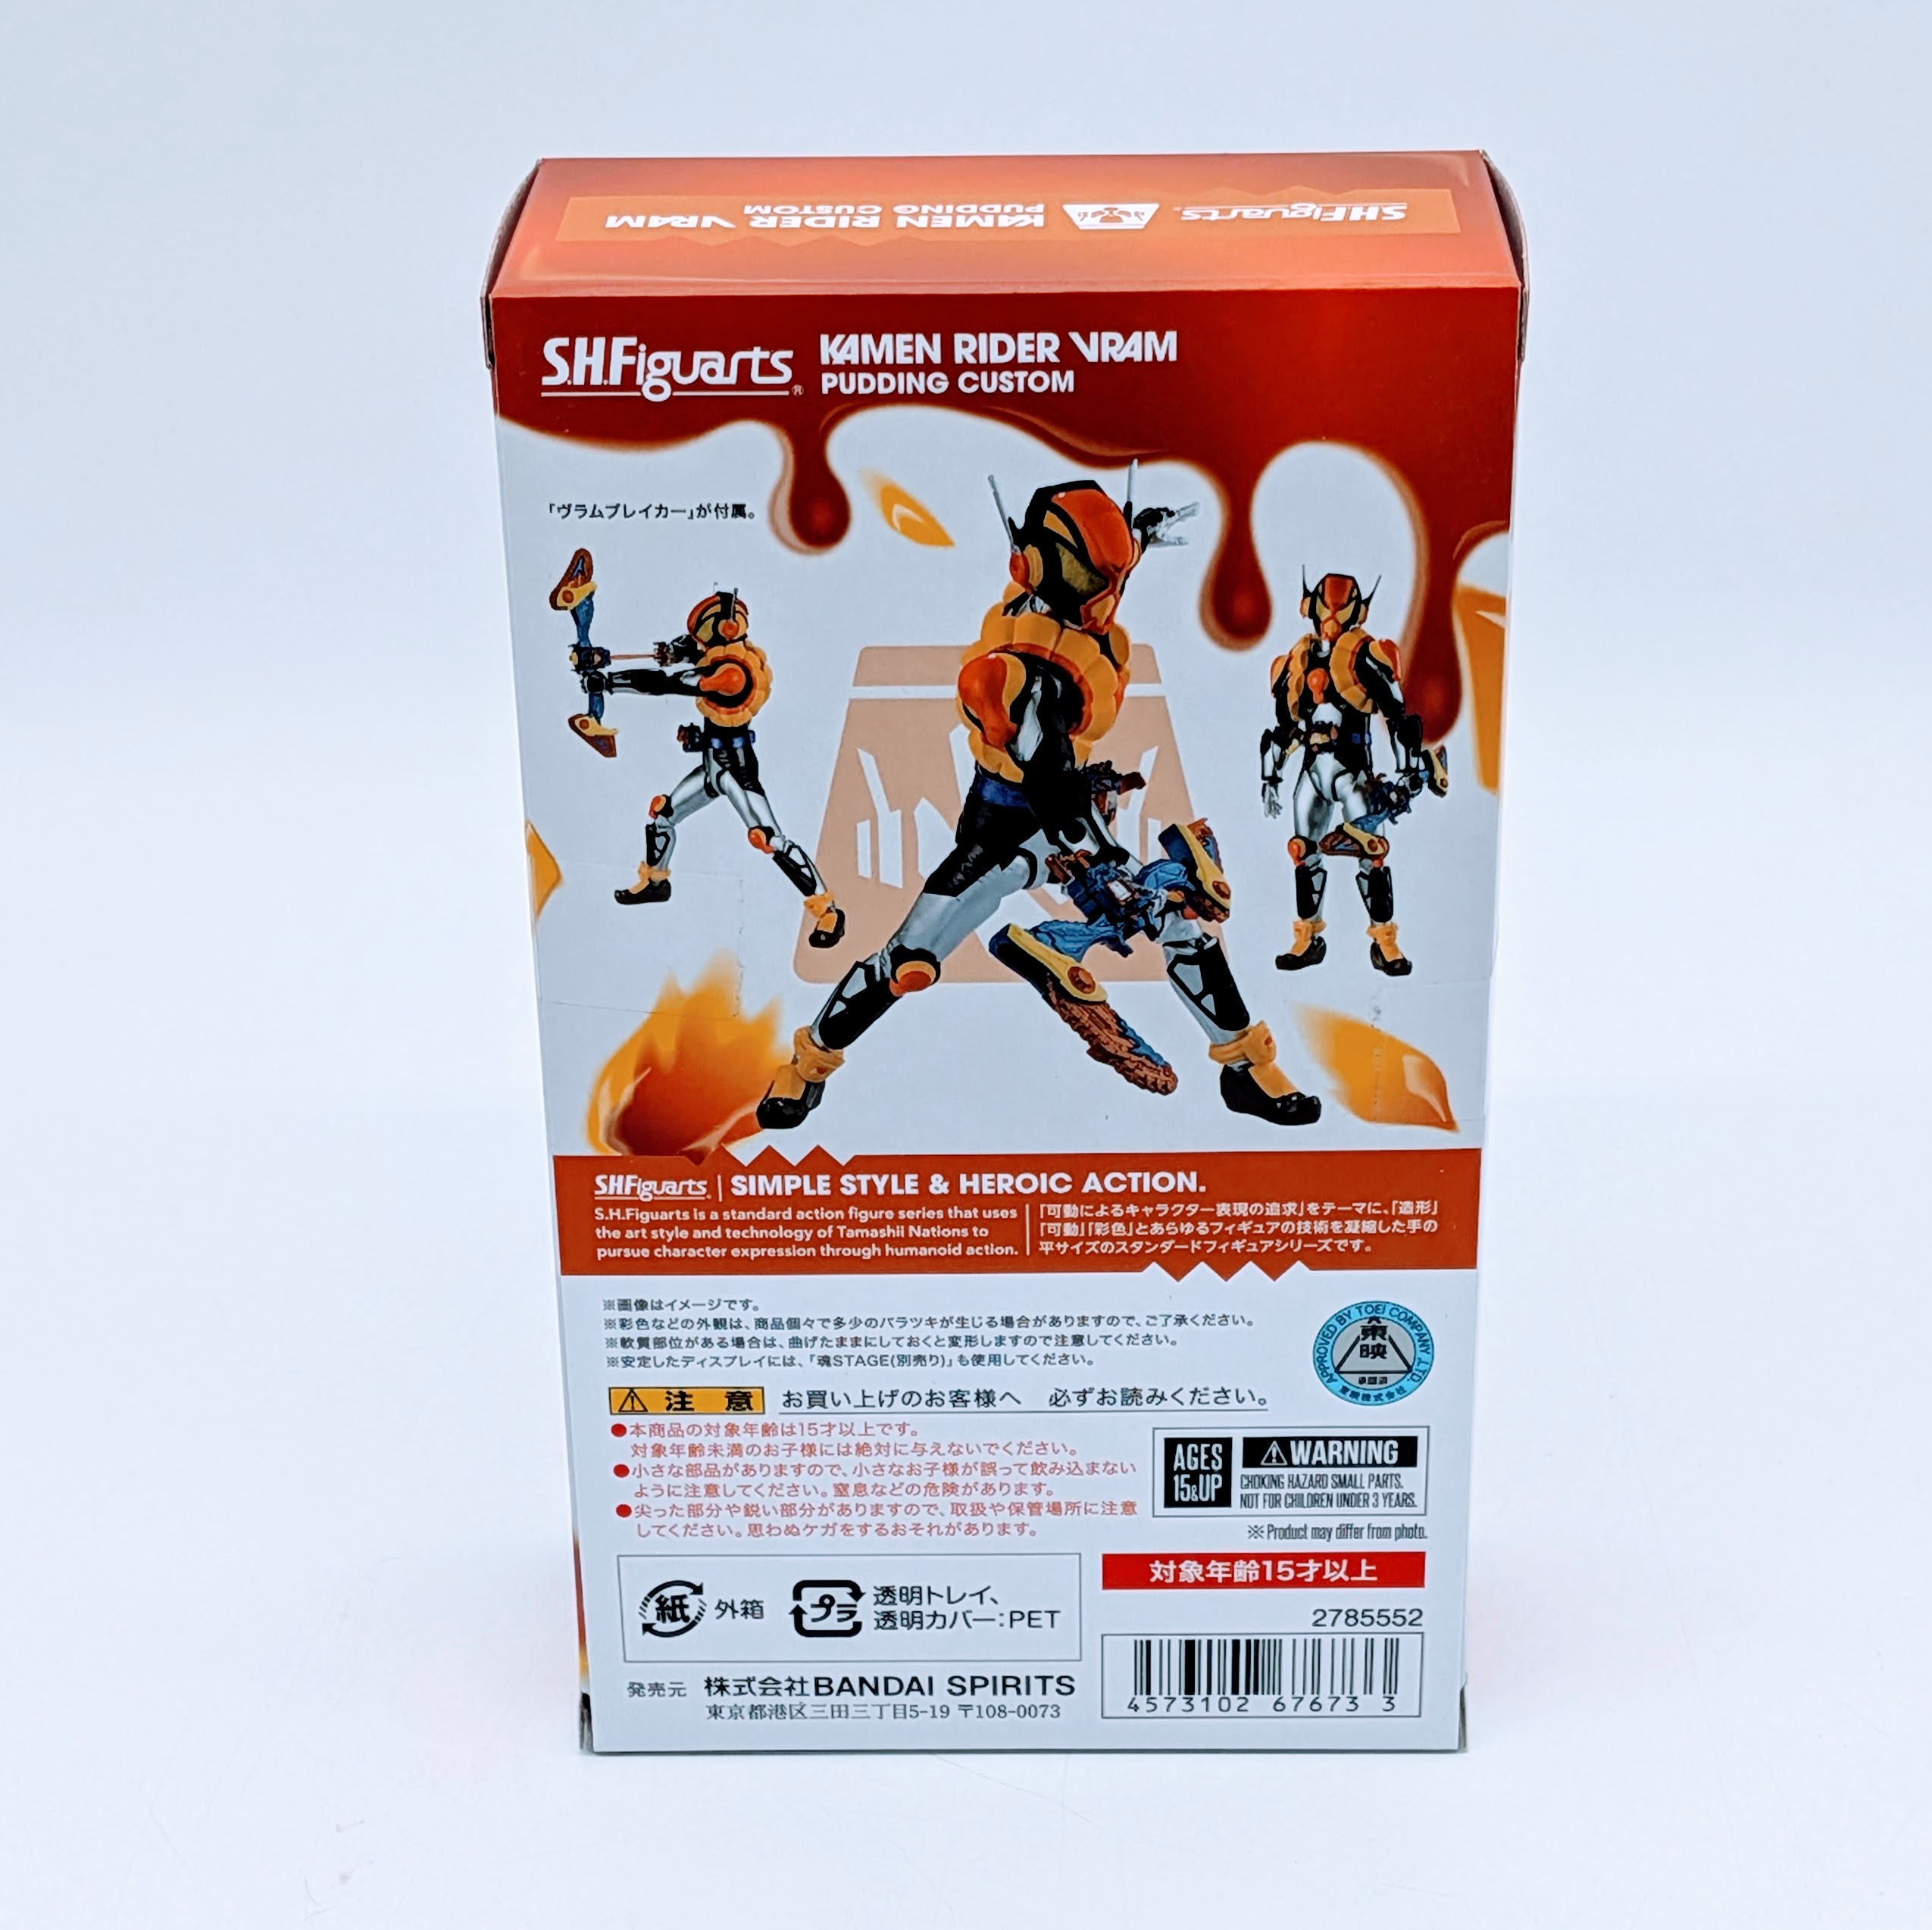 S.H.Figuarts
KAMEN RIDER VRAM
PUDDING CUSTOM
S.H.Figuarts® KAMEN RIDER VRAM
PUDDING CUSTOM
「ヴラムブレイカー」が付属。
S.H.Figuarts | SIMPLE STYLE & HEROIC ACTION.
S.H.Figuarts is a standard action figure series that uses
the art style and technology of Tamashii Nations to
pursue character expression through humanoid action.
「可動によるキャラクター表現の追求」をテーマに、「造形」
「可動」「彩色」とあらゆるフィギュアの技術を凝縮した手の
平サイズのスタンダードフィギュアシリーズです。
※画像はイメージです。
※彩色などの外観は、商品個々で多少のバラツキが生じる場合がありますので、ご了承ください。
※軟質部位がある場合は、曲げたままにしておくと変形しますので注意してください。
※安定したディスプレイには、「魂STAGE(別売り)」も使用してください。
APPROVED BY TOEI COMPANY, LTD.
東映
東映株式会社
注意 お買い上げのお客様へ 必ずお読みください。
●本商品の対象年齢は15才以上です。
対象年齢未満のお子様には絶対に与えないでください。
●小さな部品がありますので、小さなお子様が誤って飲み込まない
ように注意してください。窒息などの危険があります。
●尖った部分や鋭い部分がありますので、取扱や保管場所に注意
してください。思わぬケガをするおそれがあります。
AGES
15&UP
WARNING
CHOKING HAZARD SMALL PARTS.
NOT FOR CHILDREN UNDER 3 YEARS.
※Product may differ from photo.
対象年齢15才以上
紙 外箱
プラ 透明トレイ、
透明カバー:PET
2785552
4573102 67673 3
発売元 株式会社BANDAI SPIRITS
東京都港区三田三丁目5-19 〒108-0073